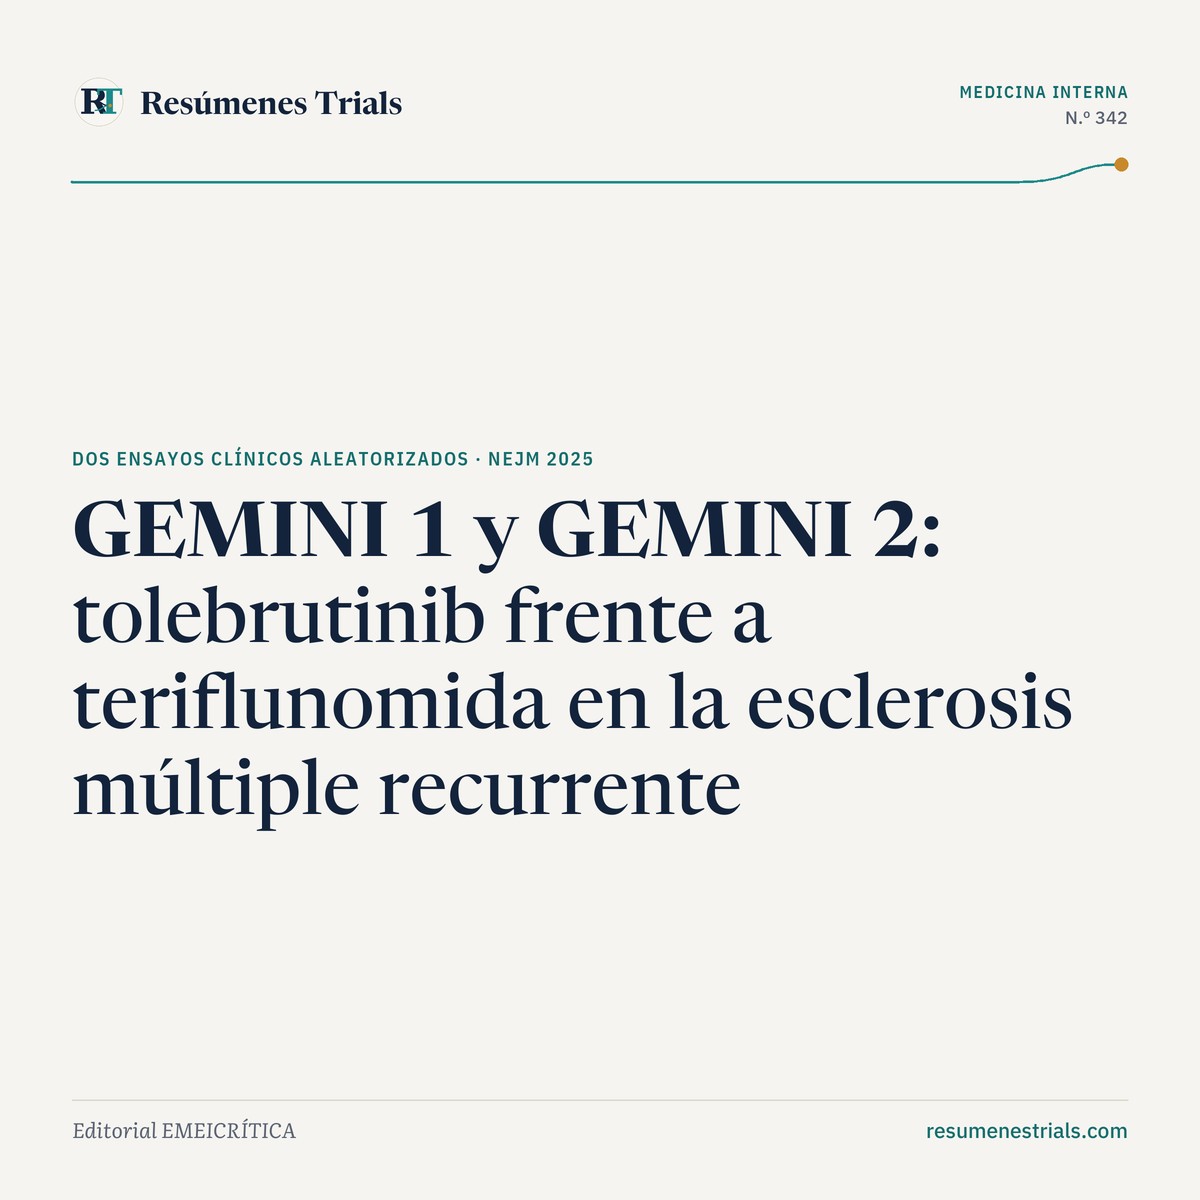 RT Resúmenes Trials
MEDICINA INTERNA
N.º 342
DOS ENSAYOS CLÍNICOS ALEATORIZADOS · NEJM 2025
GEMINI 1 y GEMINI 2:
tolebrutinib frente a
teriflunomida en la esclerosis
múltiple recurrente
Editorial EMEICRÍTICA
resumenestrials.com